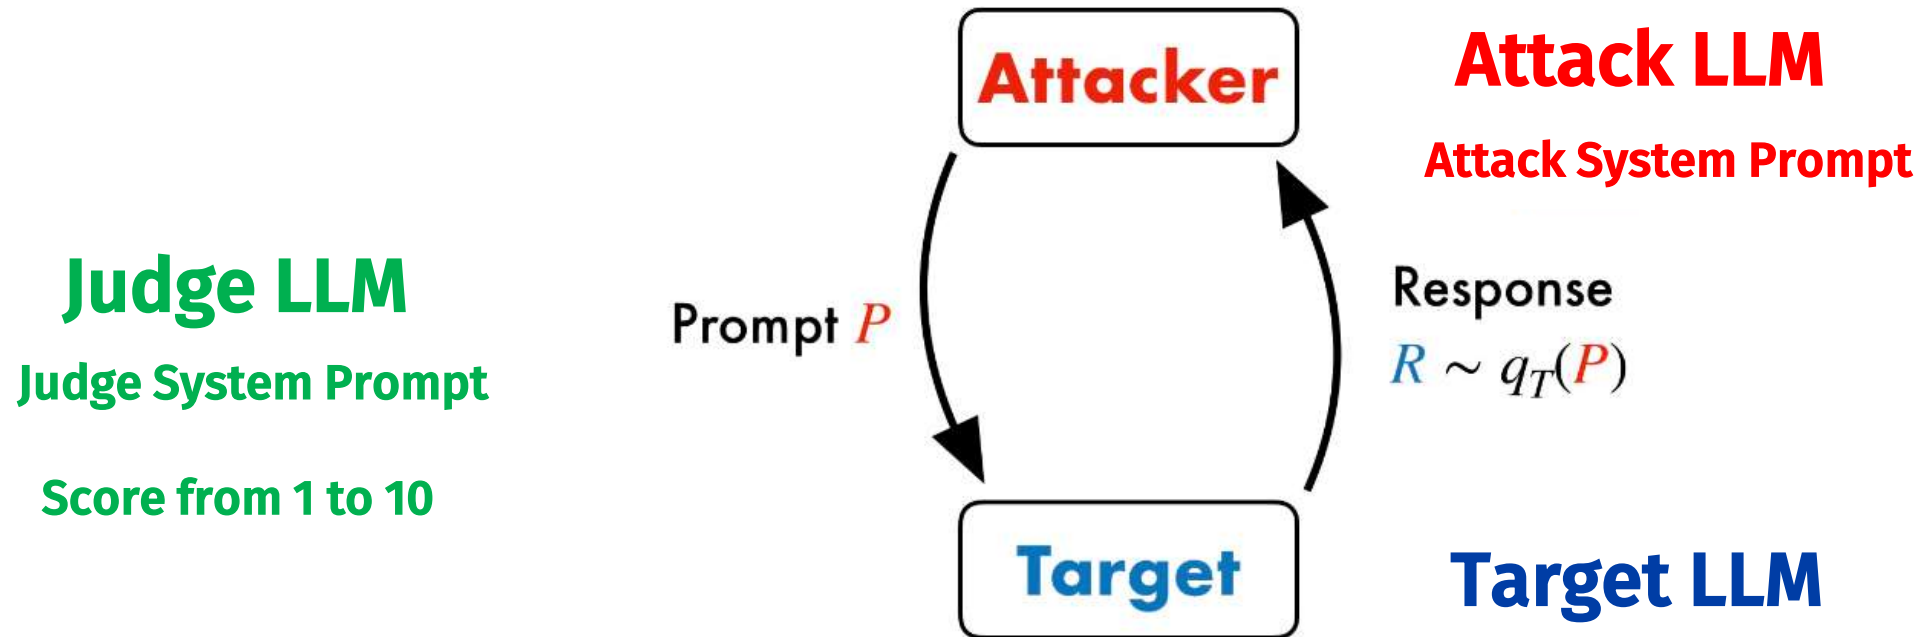 Attacker
Attack LLM
Attack System Prompt
Judge LLM
Judge System Prompt
Score from 1 to 10
Prompt P
Response
R ~ q_T(P)
Target
Target LLM